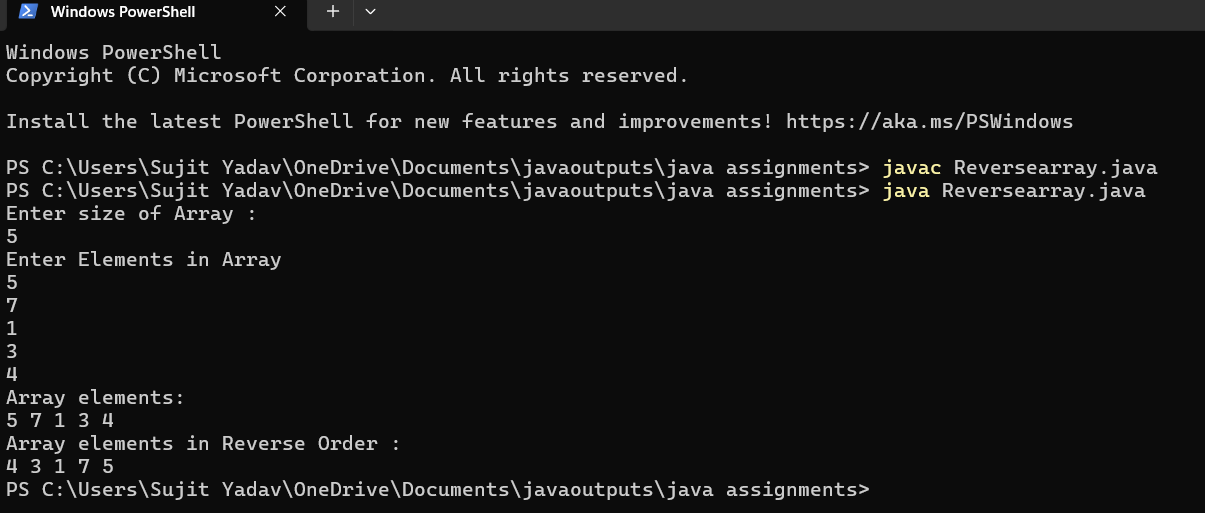 Windows PowerShell
Windows PowerShell
Copyright (C) Microsoft Corporation. All rights reserved.
Install the latest PowerShell for new features and improvements! https://aka.ms/PSWindows
PS C:\Users\Sujit Yadav\OneDrive\Documents\javaoutputs\java assignments> javac Reversearray.java
PS C:\Users\Sujit Yadav\OneDrive\Documents\javaoutputs\java assignments> java Reversearray.java
Enter size of Array :
5
Enter Elements in Array
5
7
1
3
4
Array elements:
5 7 1 3 4
Array elements in Reverse Order :
4 3 1 7 5
PS C:\Users\Sujit Yadav\OneDrive\Documents\javaoutputs\java assignments>